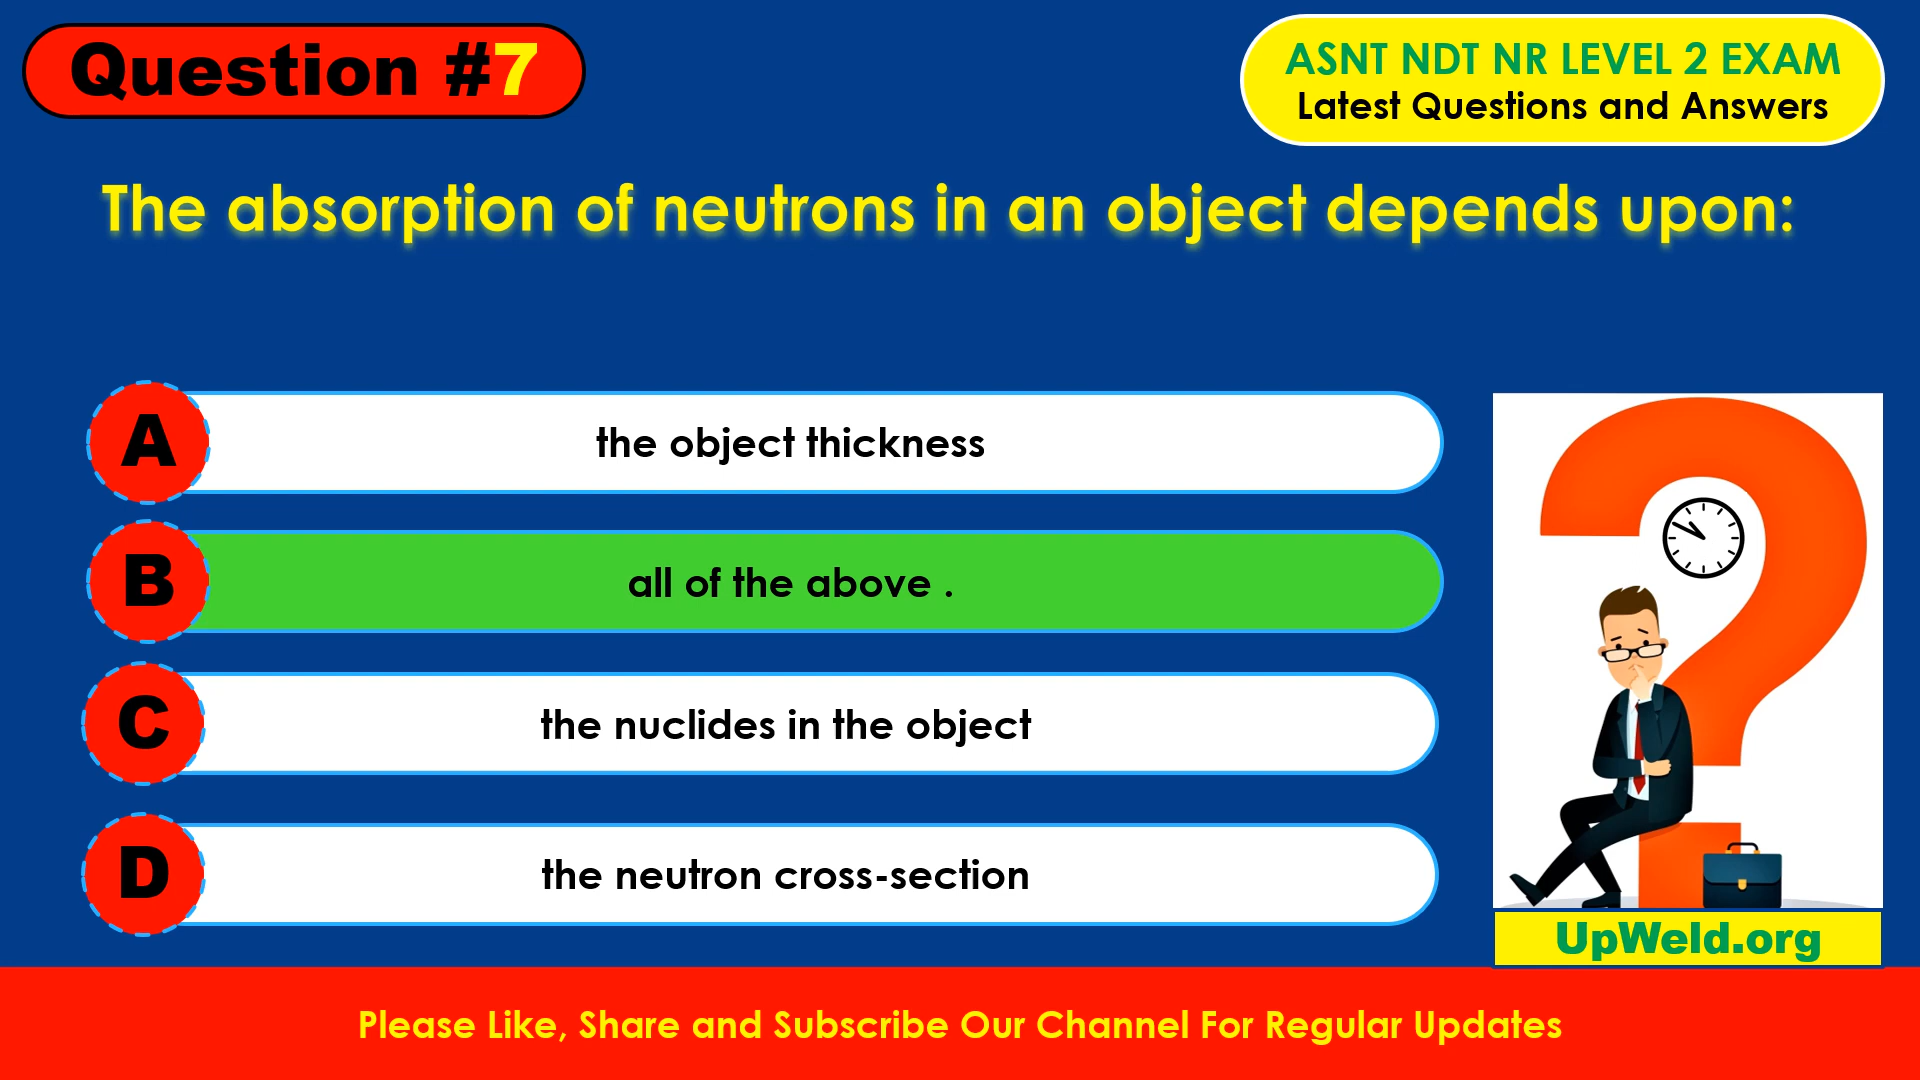 Question #7
ASNT NDT NR LEVEL 2 EXAM
Latest Questions and Answers
The absorption of neutrons in an object depends upon:
A
the object thickness
B
all of the above .
C
the nuclides in the object
D
the neutron cross-section
UpWeld.org
Please Like, Share and Subscribe Our Channel For Regular Updates